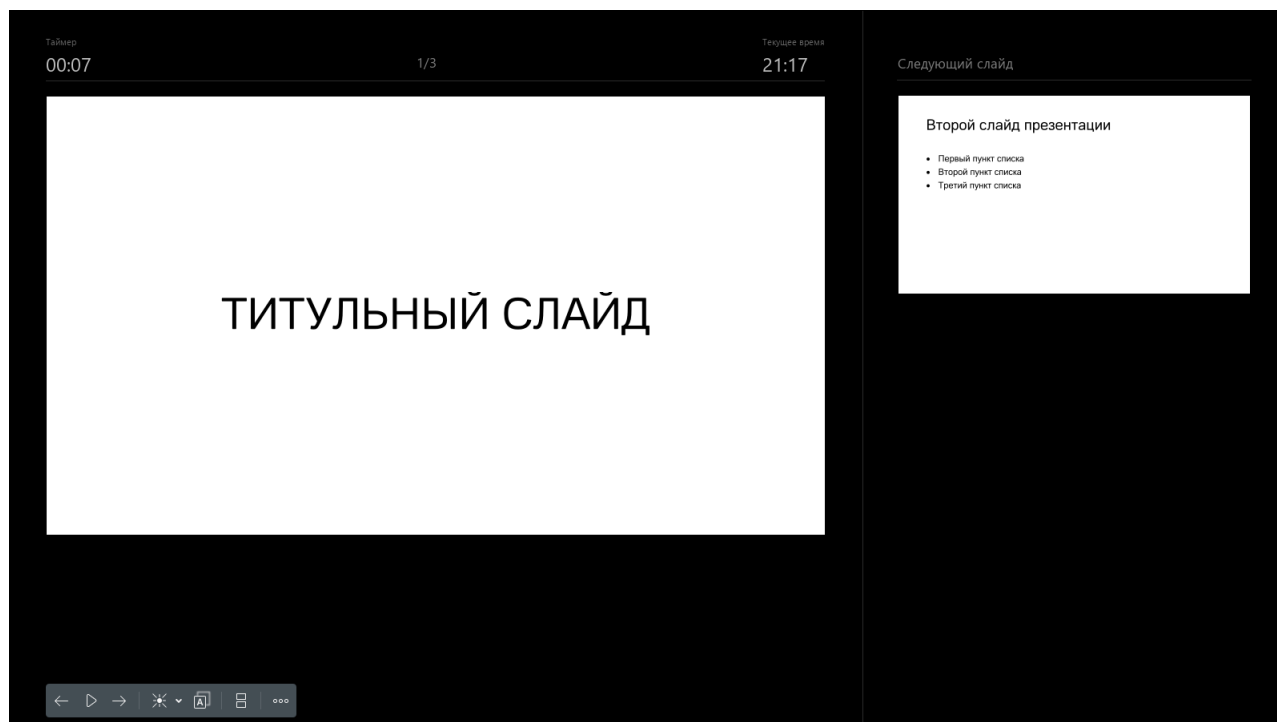 Таймер
00:07
1/3
Текущее время
21:17
ТИТУЛЬНЫЙ СЛАЙД
Следующий слайд
Второй слайд презентации
• Первый пункт списка
• Второй пункт списка
• Третий пункт списка
A